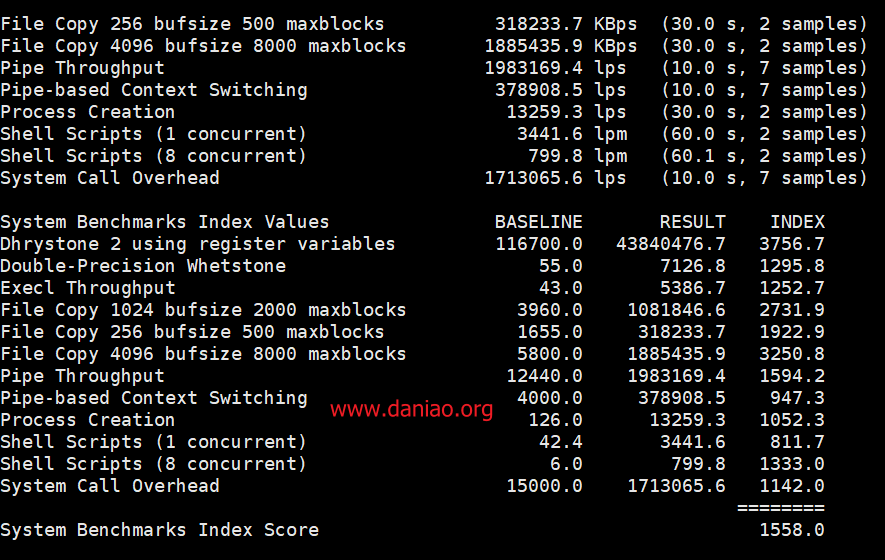 File Copy 256 bufsize 500 maxblocks 318233.7 KBps (30.0 s, 2 samples)
File Copy 4096 bufsize 8000 maxblocks 1885435.9 KBps (30.0 s, 2 samples)
Pipe Throughput 1983169.4 lps (10.0 s, 7 samples)
Pipe-based Context Switching 378908.5 lps (10.0 s, 7 samples)
Process Creation 13259.3 lps (30.0 s, 2 samples)
Shell Scripts (1 concurrent) 3441.6 lpm (60.0 s, 2 samples)
Shell Scripts (8 concurrent) 799.8 lpm (60.1 s, 2 samples)
System Call Overhead 1713065.6 lps (10.0 s, 7 samples)
System Benchmarks Index Values BASELINE RESULT INDEX
Dhrystone 2 using register variables 116700.0 43840476.7 3756.7
Double-Precision Whetstone 55.0 7126.8 1295.8
Execl Throughput 43.0 5386.7 1252.7
File Copy 1024 bufsize 2000 maxblocks 3960.0 1081846.6 2731.9
File Copy 256 bufsize 500 maxblocks 1655.0 318233.7 1922.9
File Copy 4096 bufsize 8000 maxblocks 5800.0 1885435.9 3250.8
Pipe Throughput 12440.0 1983169.4 1594.2
Pipe-based Context Switching 4000.0 378908.5 947.3
www.daniao.org
Process Creation 126.0 13259.3 1052.3
Shell Scripts (1 concurrent) 42.4 3441.6 811.7
Shell Scripts (8 concurrent) 6.0 799.8 1333.0
System Call Overhead 15000.0 1713065.6 1142.0
========
System Benchmarks Index Score 1558.0